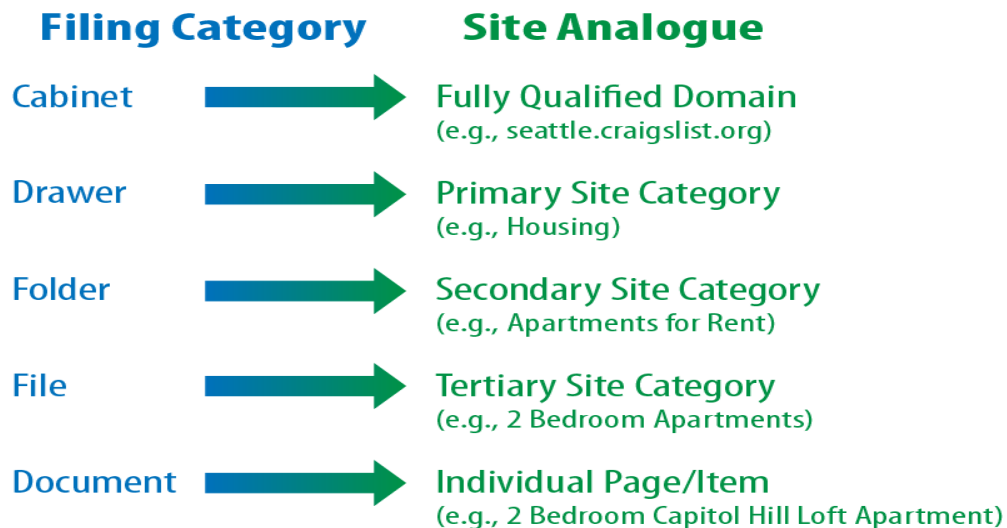 Filing Category Site Analogue
Cabinet Fully Qualified Domain
(e.g., seattle.craigslist.org)
Drawer Primary Site Category
(e.g., Housing)
Folder Secondary Site Category
(e.g., Apartments for Rent)
File Tertiary Site Category
(e.g., 2 Bedroom Apartments)
Document Individual Page/Item
(e.g., 2 Bedroom Capitol Hill Loft Apartment)